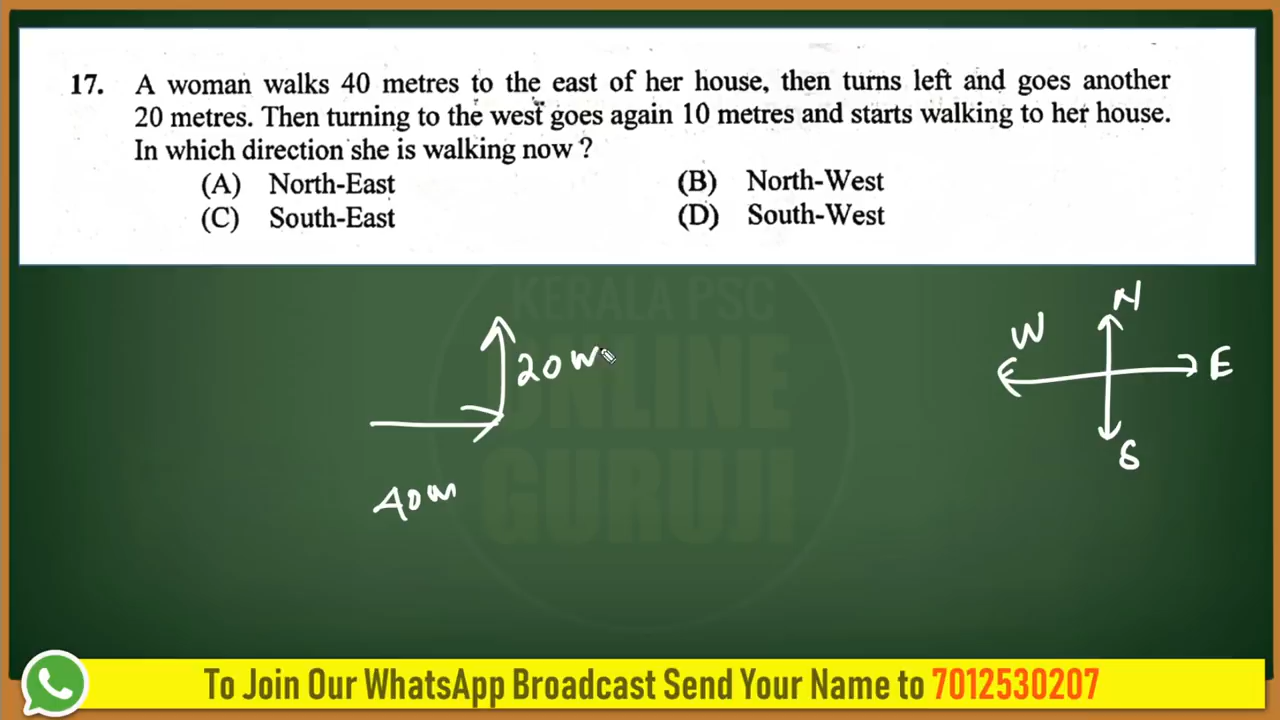 17. A woman walks 40 metres to the east of her house, then turns left and goes another
20 metres. Then turning to the west goes again 10 metres and starts walking to her house.
In which direction she is walking now ?
(A) North-East (B) North-West
(C) South-East (D) South-West
KERALA PSC
ONLINE
GURUJI
N
W
E
S
20m
40m
To Join Our WhatsApp Broadcast Send Your Name to 7012530207